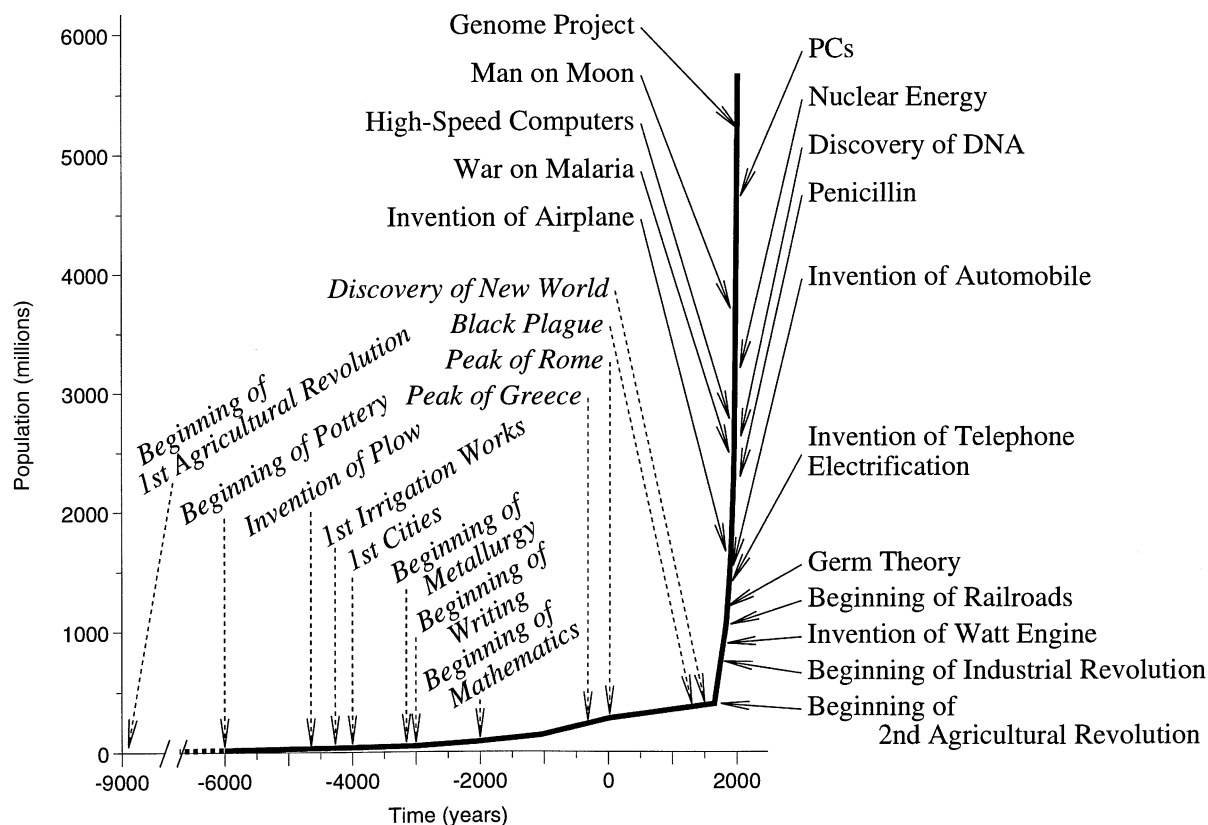 Genome Project
Man on Moon
High-Speed Computers
War on Malaria
Invention of Airplane
Discovery of New World
Black Plague
Peak of Rome
Peak of Greece
PCs
Nuclear Energy
Discovery of DNA
Penicillin
Invention of Automobile
Invention of Telephone
Electrification
Germ Theory
Beginning of Railroads
Invention of Watt Engine
Beginning of Industrial Revolution
Beginning of
2nd Agricultural Revolution
Beginning of
1st Agricultural Revolution
Beginning of Pottery
Invention of Plow
1st Irrigation Works
1st Cities
Beginning of
Metallurgy
Beginning of
Writing
Beginning of
Mathematics
Population (millions)
6000
5000
4000
3000
2000
1000
0
-9000
-6000
-4000
-2000
0
2000
Time (years)